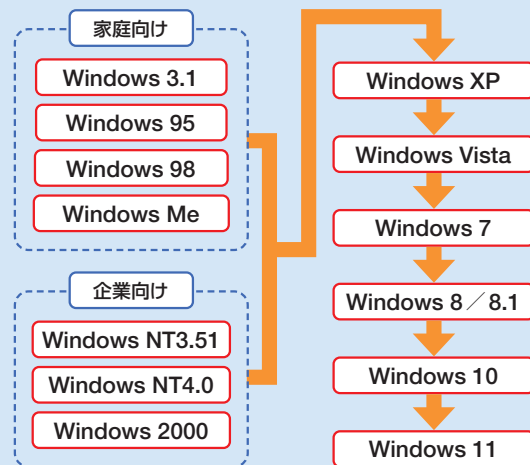 家庭向け
Windows 3.1
Windows 95
Windows 98
Windows Me
企業向け
Windows NT3.51
Windows NT4.0
Windows 2000
Windows XP
Windows Vista
Windows 7
Windows 8／8.1
Windows 10
Windows 11